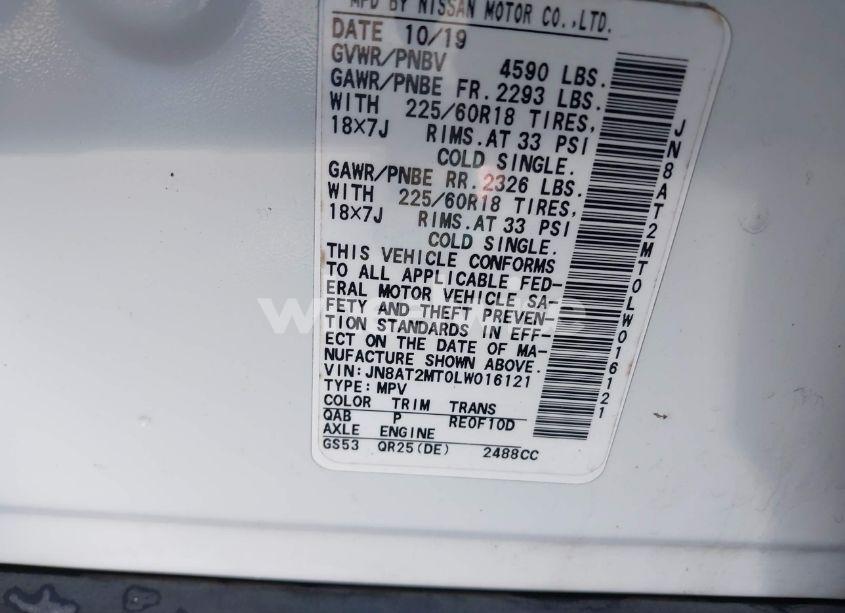 MFD BY NISSAN MOTOR CO.,LTD.
DATE 10/19
GVWR/PNBV 4590 LBS.
GAWR/PNBE FR. 2293 LBS.
WITH 225/60R18 TIRES,
18×7J RIMS.AT 33 PSI
COLD SINGLE.
GAWR/PNBE RR. 2326 LBS.
WITH 225/60R18 TIRES,
18×7J RIMS.AT 33 PSI
COLD SINGLE.
THIS VEHICLE CONFORMS
TO ALL APPLICABLE FED-
ERAL MOTOR VEHICLE SA-
FETY AND THEFT PREVEN-
TION STANDARDS IN EFF-
ECT ON THE DATE OF MA-
NUFACTURE SHOWN ABOVE.
VIN: JN8AT2MT0LW016121
TYPE: MPV
COLOR TRIM TRANS
QAB P RE0F10D
AXLE ENGINE
GS53 QR25(DE) 2488CC
JN8AT2MT0LW016121